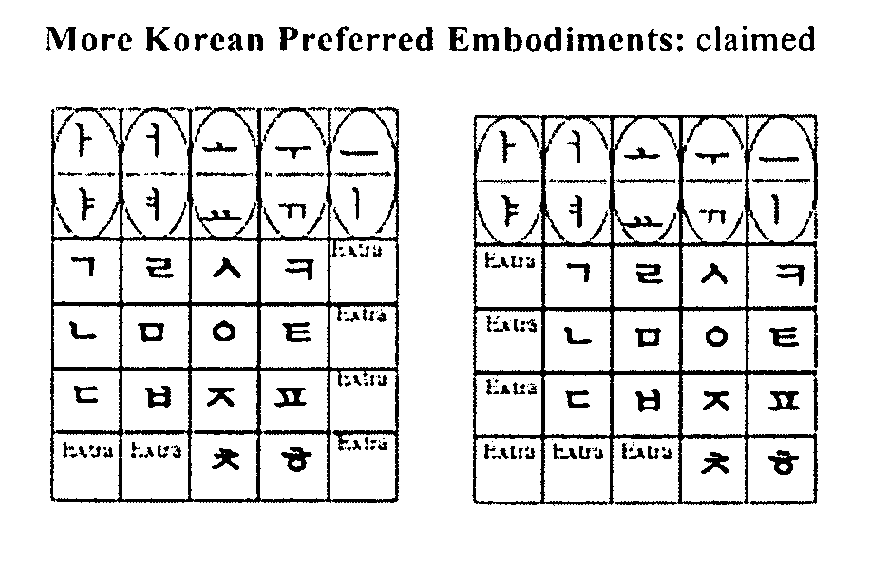 More Korean Preferred Embodiments: claimed
ㅏ ㅓ ㅗ ㅜ ㅡ
ㅑ ㅕ ㅛ ㅠ ㅣ
ㄱ ㄹ ㅅ ㅋ Extra
ㄴ ㅁ ㅇ ㅌ Extra
ㄷ ㅂ ㅈ ㅍ Extra
Extra Extra ㅊ ㅎ Extra
ㅏ ㅓ ㅗ ㅜ ㅡ
ㅑ ㅕ ㅛ ㅠ ㅣ
Extra ㄱ ㄹ ㅅ ㅋ
Extra ㄴ ㅁ ㅇ ㅌ
Extra ㄷ ㅂ ㅈ ㅍ
Extra Extra Extra ㅊ ㅎ